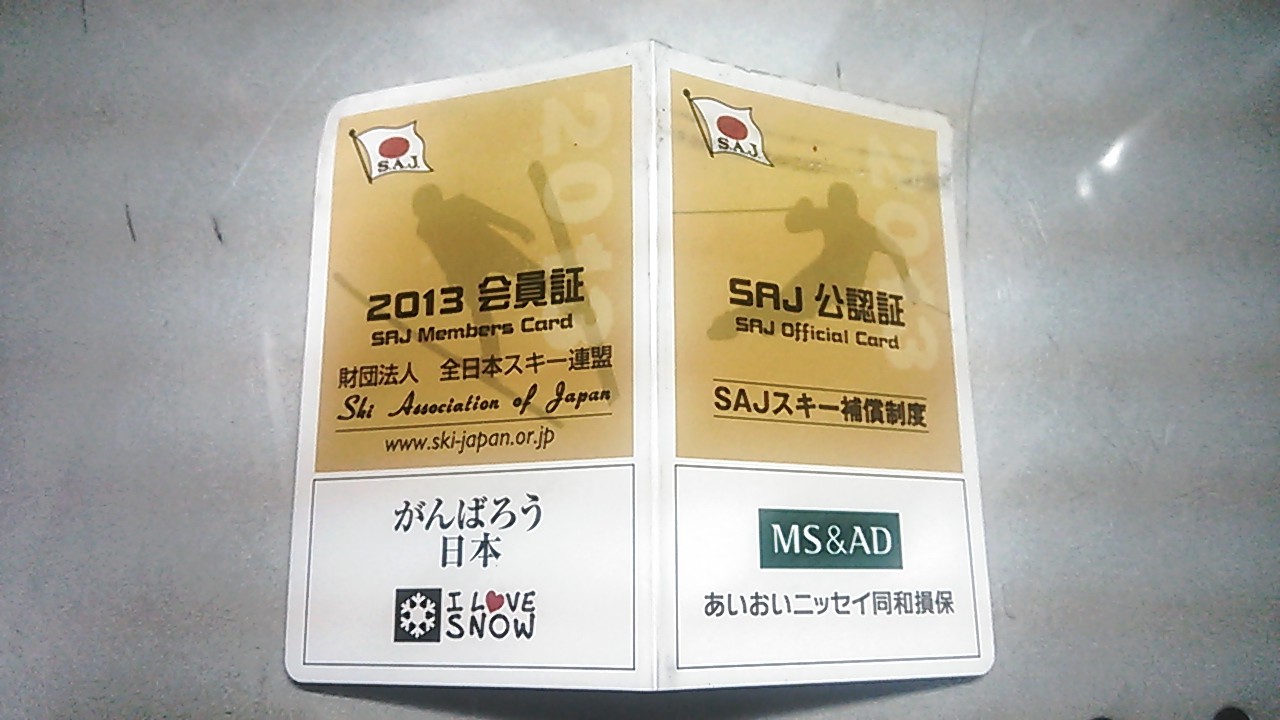 S.A.J.
2013
2013 会員証
SAJ Members Card
財団法人 全日本スキー連盟
Ski Association of Japan
www.ski-japan.or.jp
がんばろう
日本
I LOVE
SNOW
S.A.J.
2013
SAJ 公認証
SAJ Official Card
SAJスキー補償制度
MS&AD
あいおいニッセイ同和損保